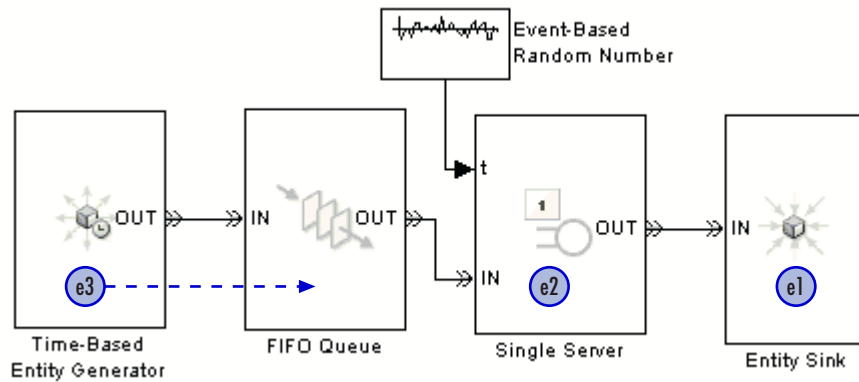 Event-Based
Random Number
OUT
IN
OUT
t
IN
1
OUT
IN
e3
e2
e1
Time-Based
Entity Generator
FIFO Queue
Single Server
Entity Sink